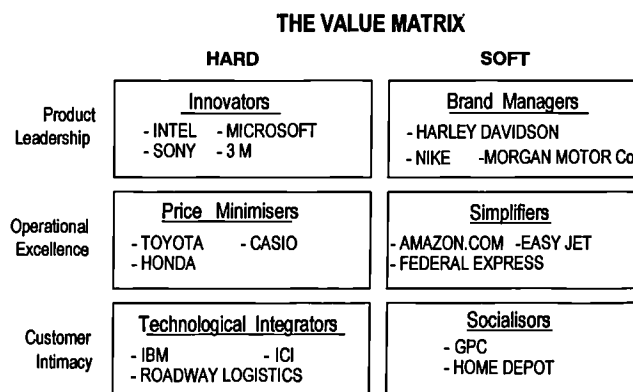 THE VALUE MATRIX
HARD SOFT
Product
Leadership
Innovators
- INTEL - MICROSOFT
- SONY - 3 M
Brand Managers
- HARLEY DAVIDSON
- NIKE -MORGAN MOTOR Co
Operational
Excellence
Price Minimisers
- TOYOTA - CASIO
- HONDA
Simplifiers
- AMAZON.COM -EASY JET
- FEDERAL EXPRESS
Customer
Intimacy
Technological Integrators
- IBM - ICI
- ROADWAY LOGISTICS
Socialisors
- GPC
- HOME DEPOT